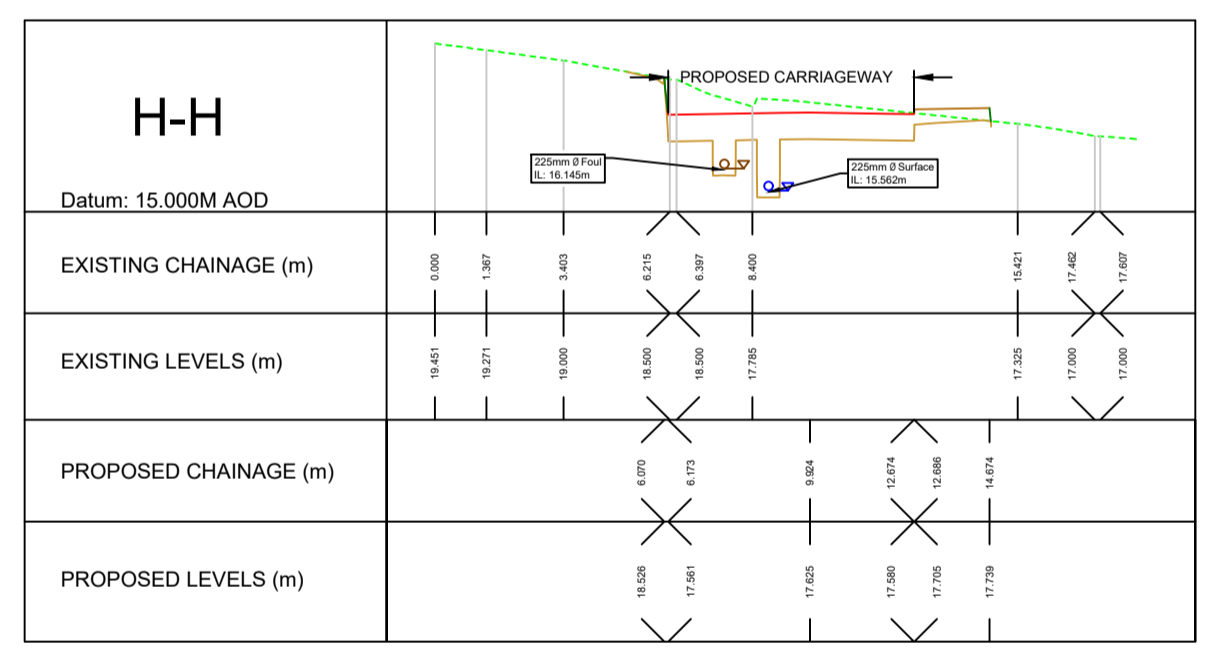 H-H
Datum: 15.000M AOD
PROPOSED CARRIAGEWAY
225mm Ø Foul
IL: 16.145m
225mm Ø Surface
IL: 15.562m
EXISTING CHAINAGE (m)
0.000
1.367
3.403
6.215
6.397
8.400
15.421
17.462
17.607
EXISTING LEVELS (m)
19.451
19.271
19.000
18.500
18.500
17.785
17.325
17.000
17.000
PROPOSED CHAINAGE (m)
6.070
6.173
9.924
12.674
12.686
14.674
PROPOSED LEVELS (m)
18.526
17.561
17.625
17.580
17.705
17.739